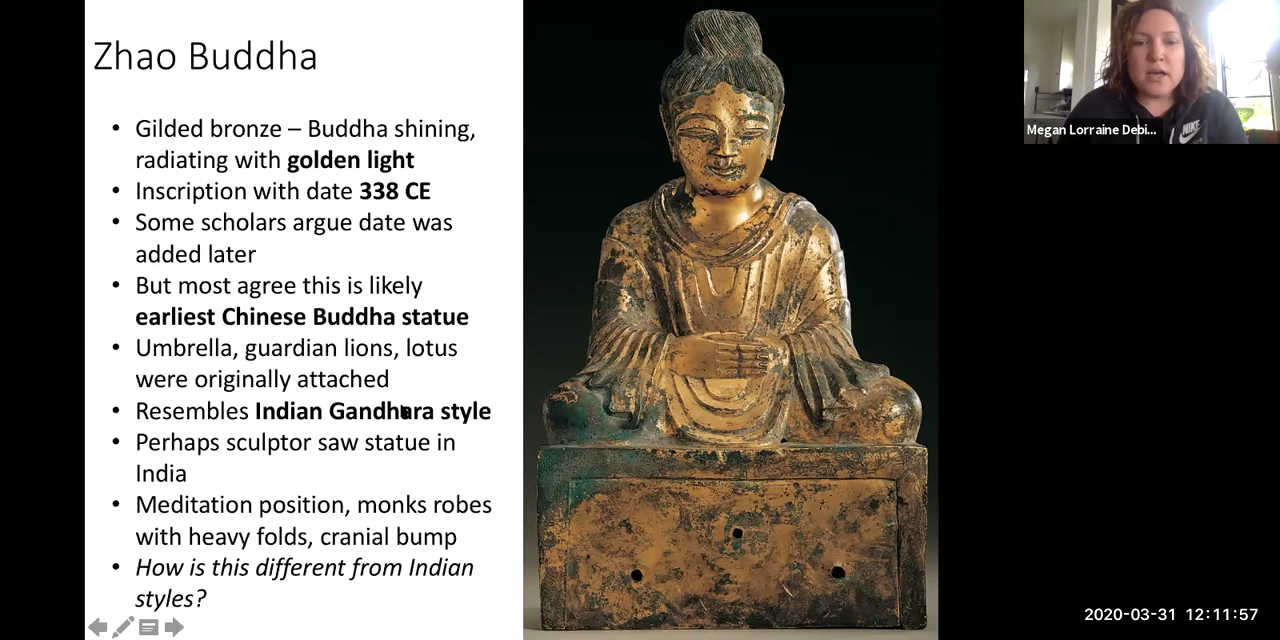 Zhao Buddha
• Gilded bronze – Buddha shining,
radiating with golden light
• Inscription with date 338 CE
• Some scholars argue date was
added later
• But most agree this is likely
earliest Chinese Buddha statue
• Umbrella, guardian lions, lotus
were originally attached
• Resembles Indian Gandhara style
• Perhaps sculptor saw statue in
India
• Meditation position, monks robes
with heavy folds, cranial bump
• How is this different from Indian
styles?
NIKE
Megan Lorraine Debi...
2020-03-31 12:11:57